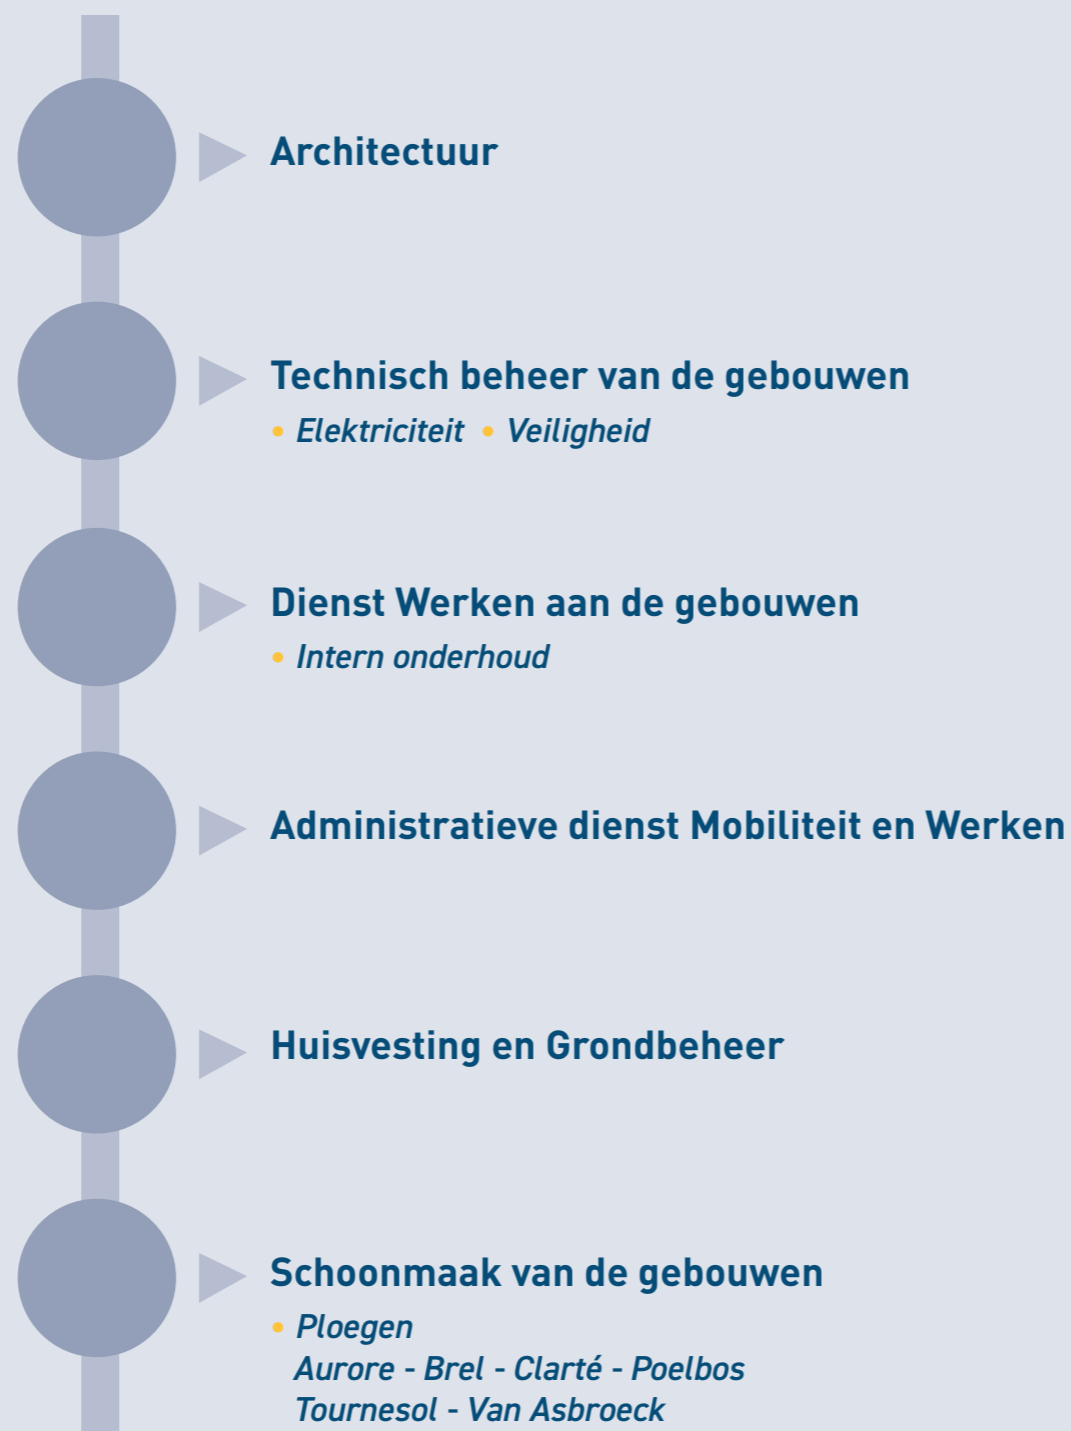 Architectuur
Technisch beheer van de gebouwen
• Elektriciteit • Veiligheid
Dienst Werken aan de gebouwen
• Intern onderhoud
Administratieve dienst Mobiliteit en Werken
Huisvesting en Grondbeheer
Schoonmaak van de gebouwen
• Ploegen
Aurore - Brel - Clarté - Poelbos
Tournesol - Van Asbroeck